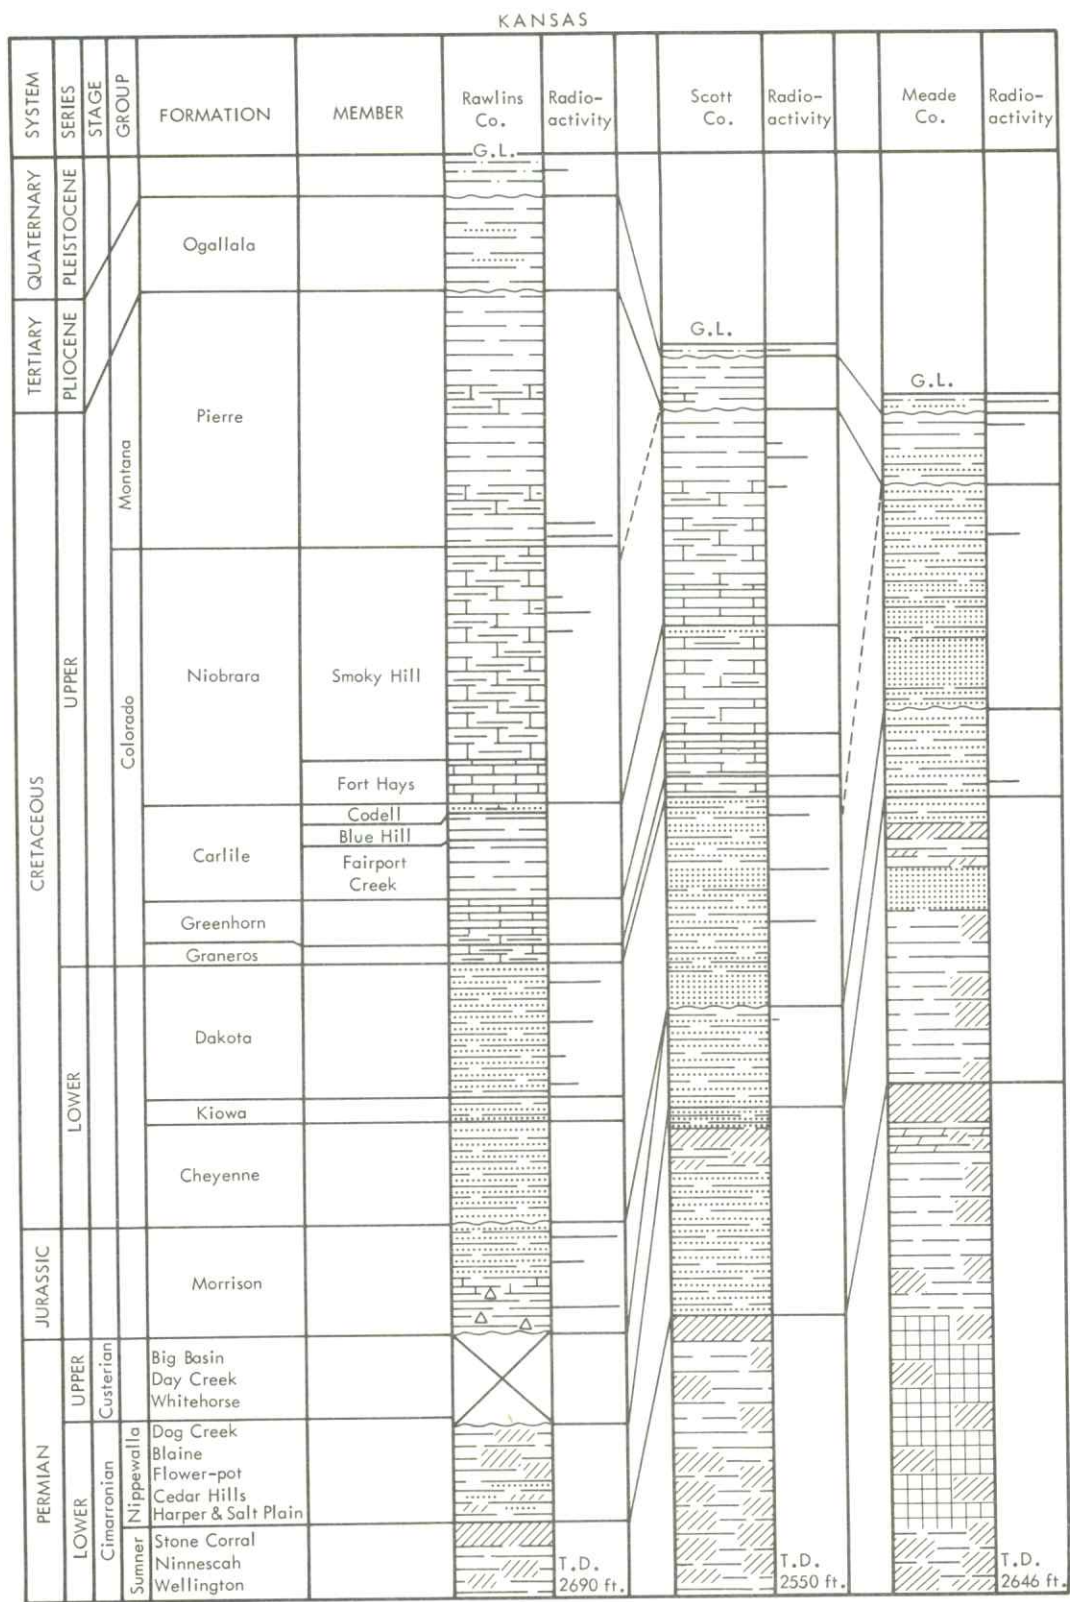 KANSAS
SYSTEM
SERIES
STAGE
GROUP
FORMATION
MEMBER
Rawlins
Co.
Radio-
activity
Scott
Co.
Radio-
activity
Meade
Co.
Radio-
activity
G.L.
G.L.
G.L.
QUATERNARY
PLEISTOCENE
TERTIARY
PLIOCENE
CRETACEOUS
UPPER
LOWER
Montana
Colorado
Ogallala
Pierre
Niobrara
Smoky Hill
Fort Hays
Carlile
Codell
Blue Hill
Fairport
Creek
Greenhorn
Graneros
Dakota
Kiowa
Cheyenne
JURASSIC
Morrison
PERMIAN
UPPER
Custerian
Big Basin
Day Creek
Whitehorse
LOWER
Cimarronian
Nippewalla
Dog Creek
Blaine
Flower-pot
Cedar Hills
Harper & Salt Plain
Sumner
Stone Corral
Ninnescah
Wellington
T.D.
2690 ft.
T.D.
2550 ft.
T.D.
2646 ft.